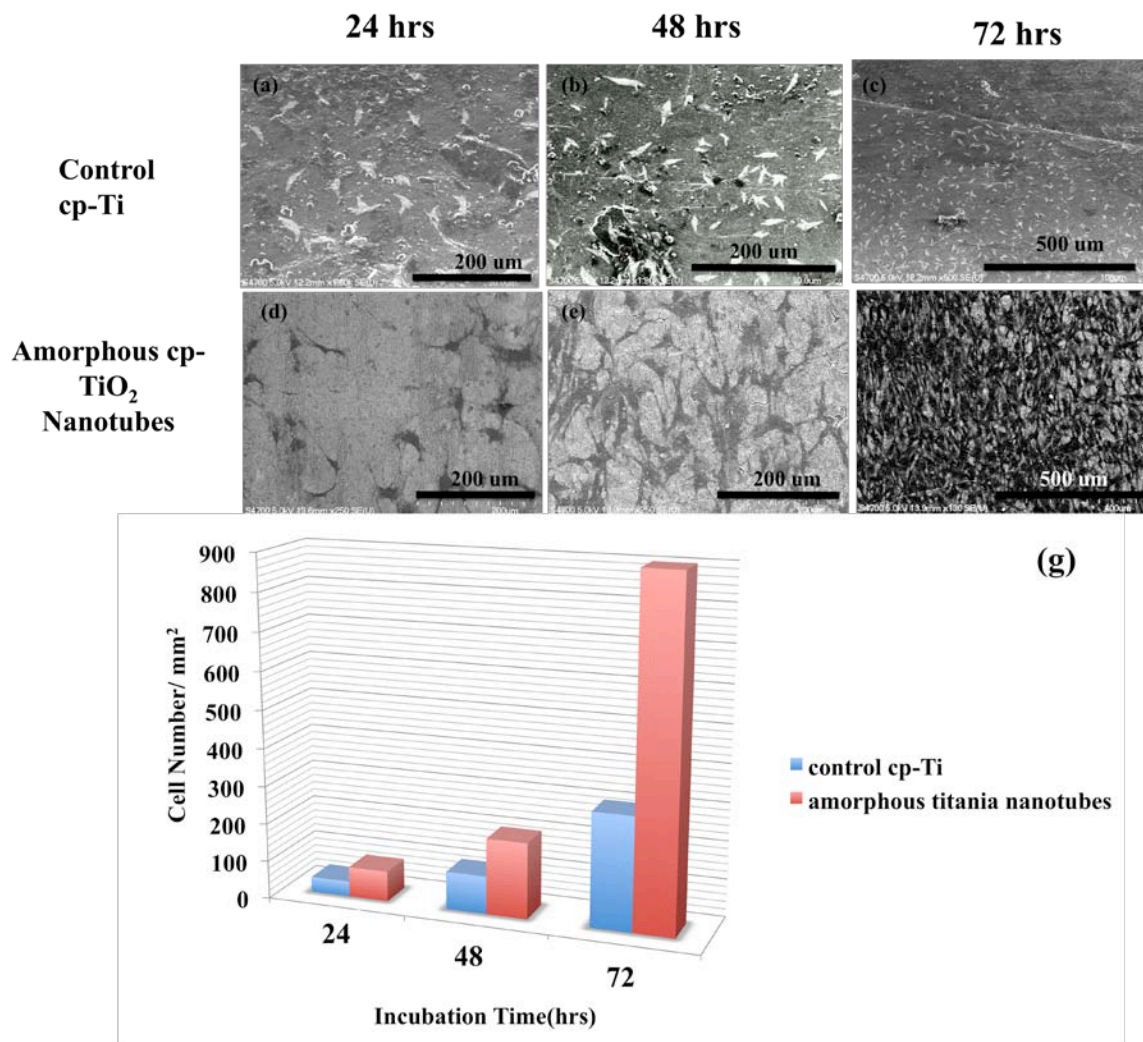 24 hrs
48 hrs
72 hrs
Control
cp-Ti
(a)
200 um
(b)
200 um
(c)
500 um
Amorphous cp-
TiO₂
Nanotubes
(d)
200 um
(e)
200 um
500 um
(g)
900
800
700
600
500
400
300
200
100
0
Cell Number/ mm²
24
48
72
Incubation Time(hrs)
control cp-Ti
amorphous titania nanotubes